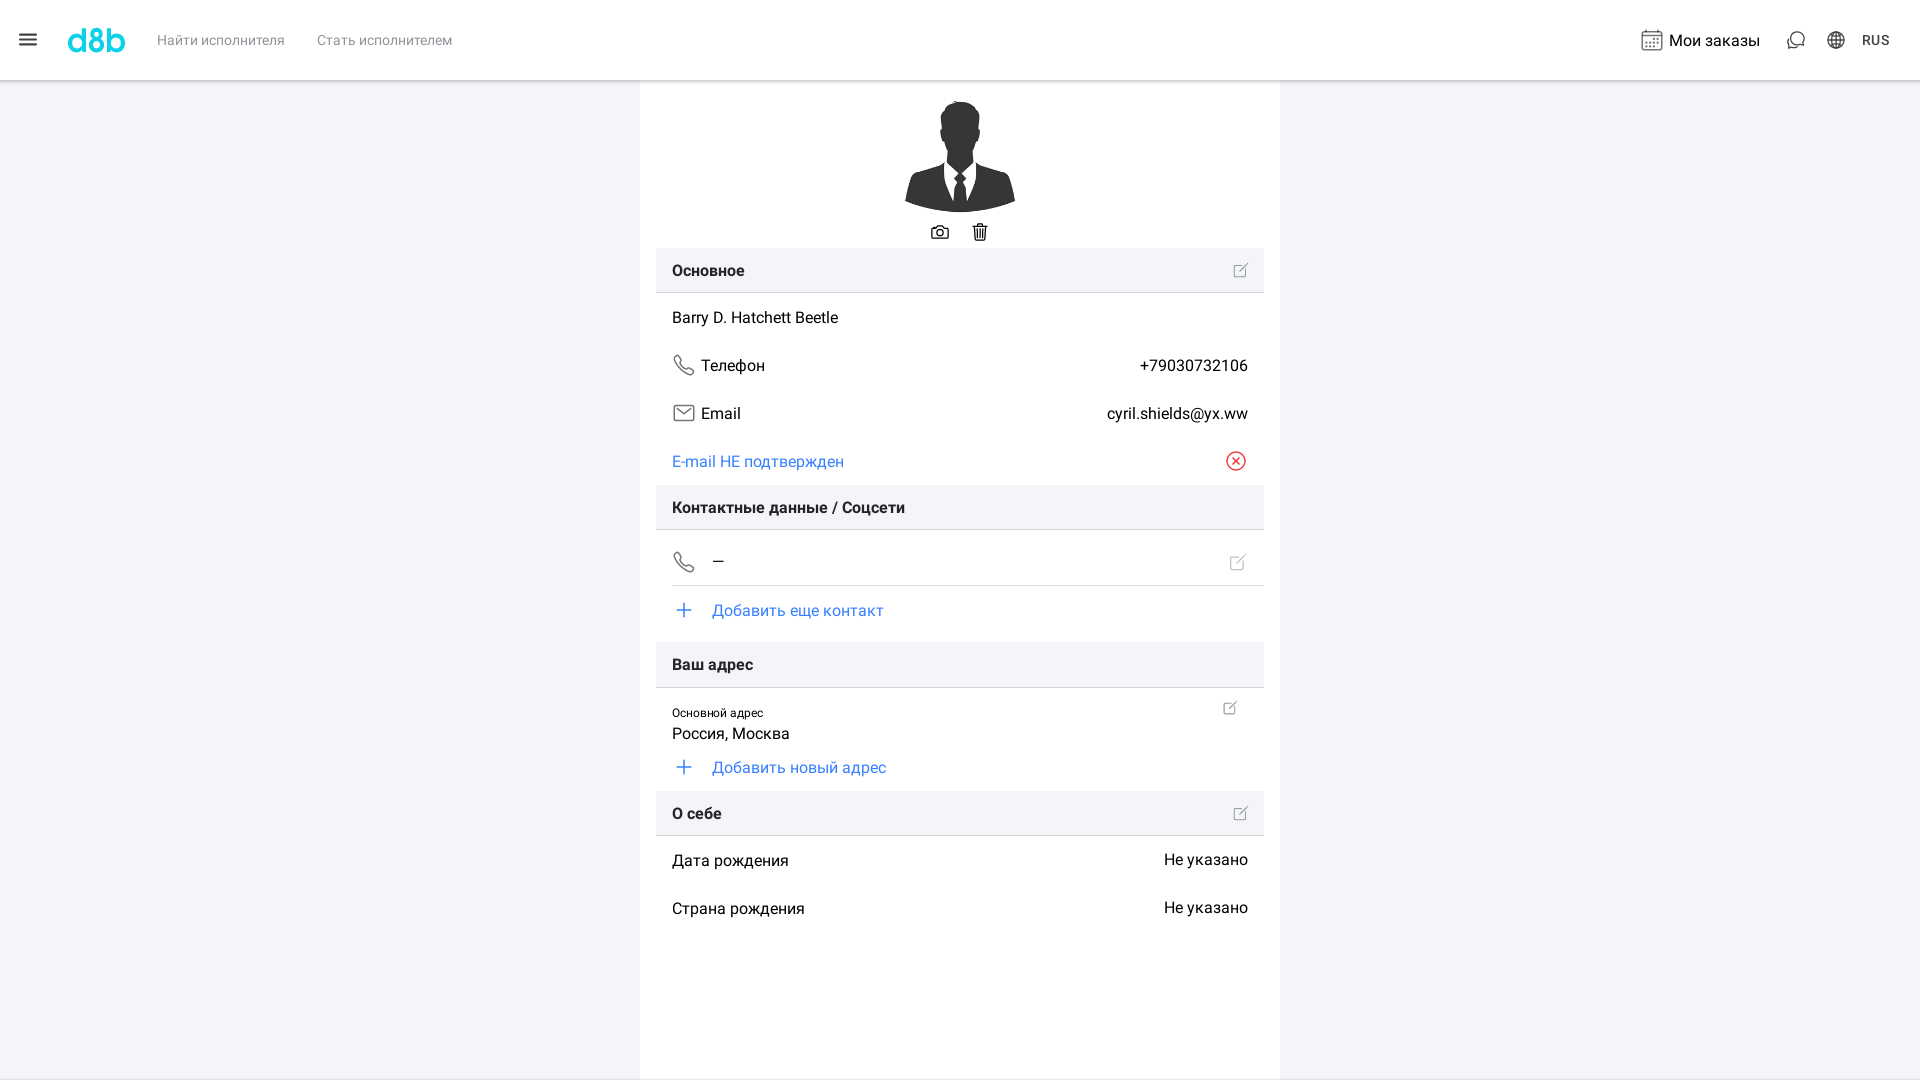 d8b
Найти исполнителя
Стать исполнителем
Мои заказы
RUS
Основное
Barry D. Hatchett Beetle
Телефон
+79030732106
Email
cyril.shields@yx.ww
E-mail НЕ подтвержден
Контактные данные / Соцсети
—
Добавить еще контакт
Ваш адрес
Основной адрес
Россия, Москва
Добавить новый адрес
О себе
Дата рождения
Не указано
Страна рождения
Не указано